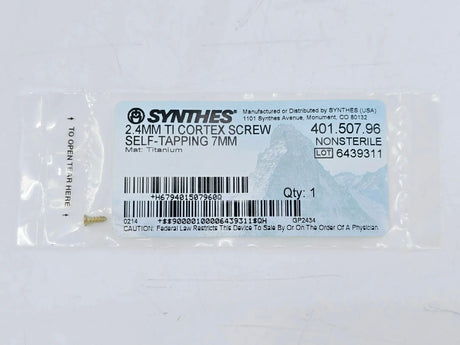 SYNTHES®
Manufactured or Distributed by SYNTHES (USA)
1101 Synthes Avenue, Monument, CO 80132
2.4MM TI CORTEX SCREW
SELF-TAPPING 7MM
Mat: Titanium
401.507.96
NONSTERILE
LOT 6439311
Qty: 1
+H679401507960Q
0214
+$$90000100006439311$QH
GP2434
CAUTION: Federal Law Restricts This Device To Sale By Or On The Order Of A Physician
TO OPEN TEAR HERE